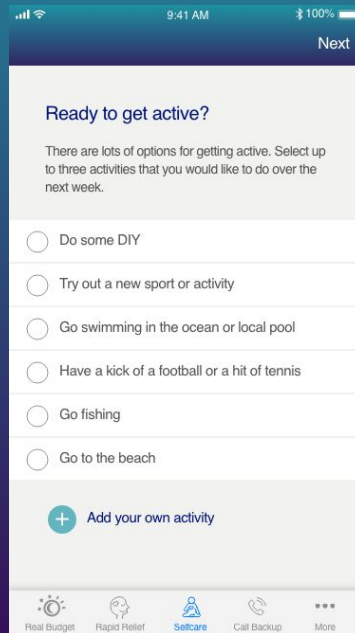 9:41 AM
100%
Next
Ready to get active?
There are lots of options for getting active. Select up
to three activities that you would like to do over the
next week.
Do some DIY
Try out a new sport or activity
Go swimming in the ocean or local pool
Have a kick of a football or a hit of tennis
Go fishing
Go to the beach
Add your own activity
Real Budget
Rapid Relief
Selfcare
Call Backup
More